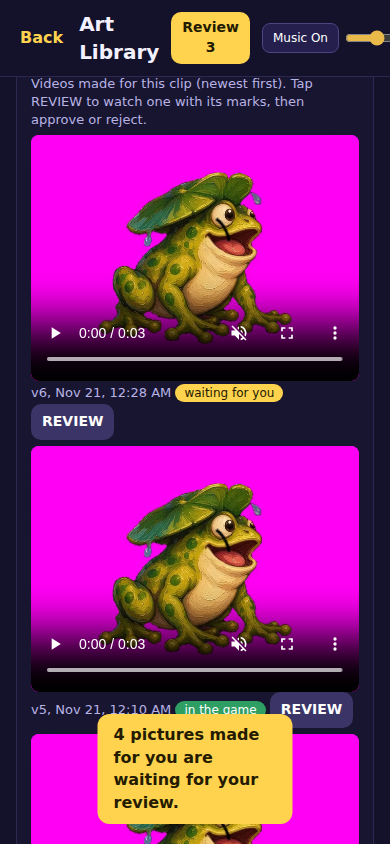 Back
Art
Library
Review
3
Music On
Videos made for this clip (newest first). Tap
REVIEW to watch one with its marks, then
approve or reject.
0:00 / 0:03
v6, Nov 21, 12:28 AM waiting for you
REVIEW
0:00 / 0:03
v5, Nov 21, 12:10 AM in the game REVIEW
4 pictures made
for you are
waiting for your
review.